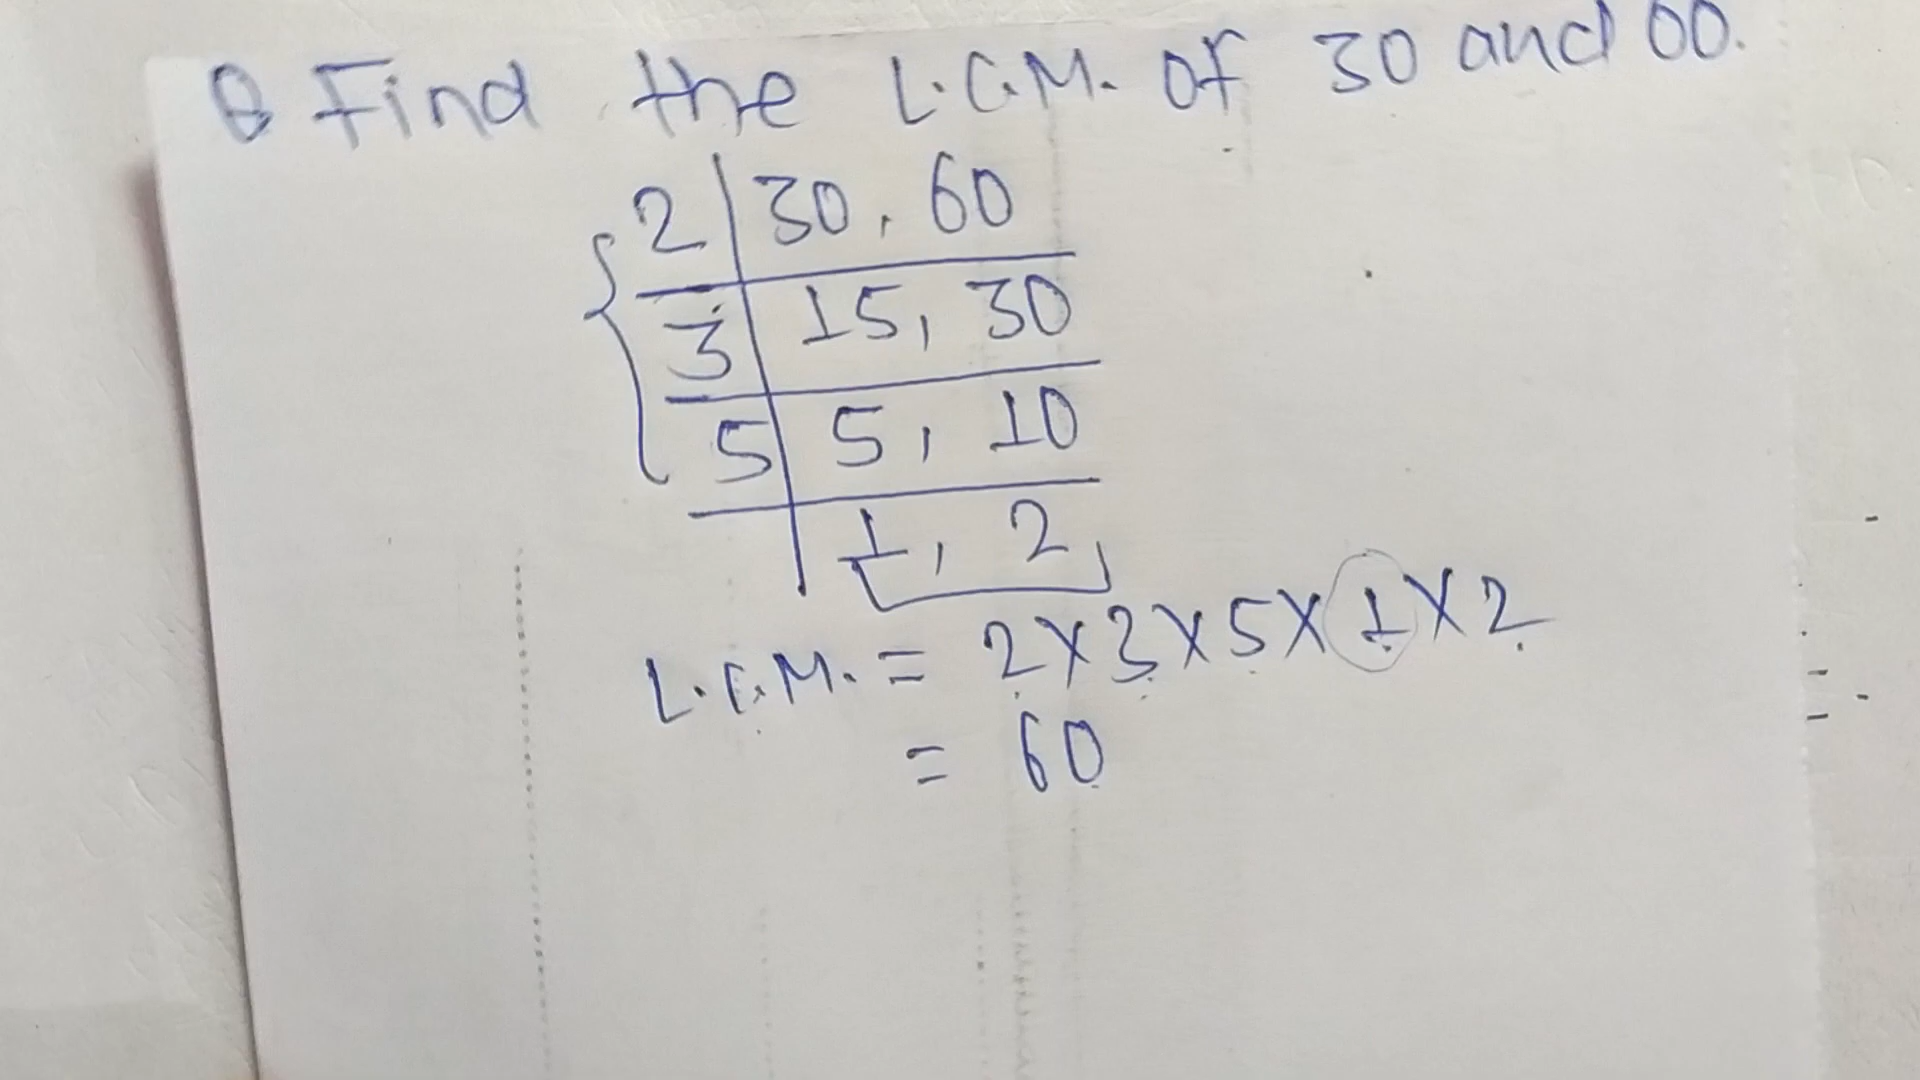 Q Find the L.C.M. of 30 and 60.
2 | 30, 60
3 | 15, 30
5 | 5, 10
1, 2
L.C.M. = 2×3×5×1×2
= 60